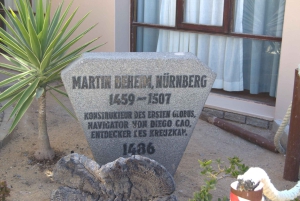 MARTIN BEHEIM, NÜRNBERG
1459-1507
KONSTRUKTEUR DES ERSTEN GLOBUS,
NAVIGATOR VON DIEGO CAO,
ENTDECKER DES KREUZKAP.
1486